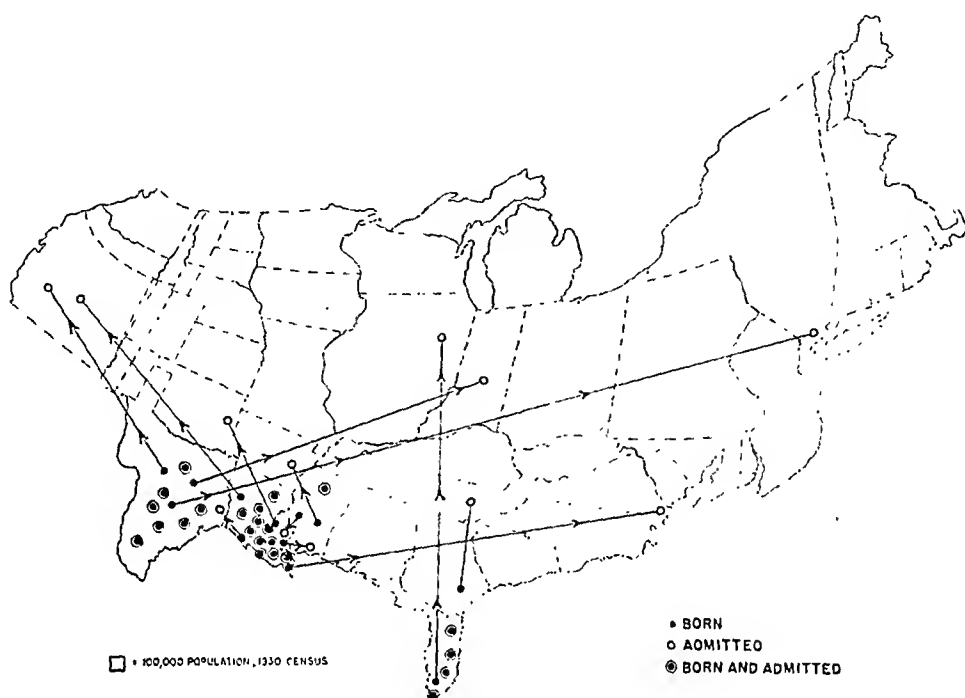 • BORN
○ ADMITTED
◉ BORN AND ADMITTED
□ = 100,000 POPULATION, 1930 CENSUS